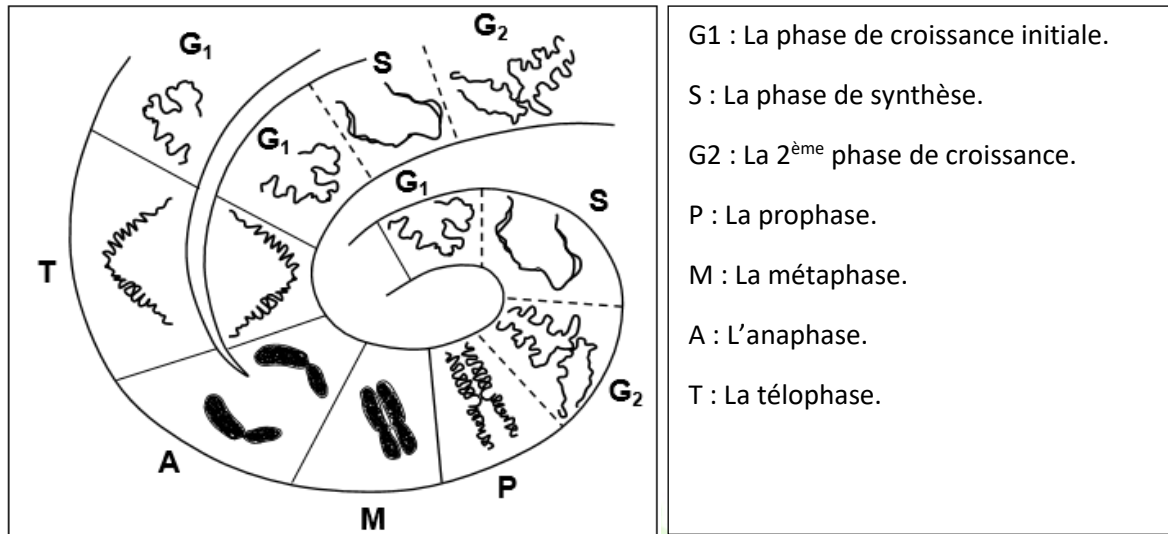 G₁
G₂
S
G₁
G₁
S
T
G₂
A
P
M
G1 : La phase de croissance initiale.
S : La phase de synthèse.
G2 : La 2ème phase de croissance.
P : La prophase.
M : La métaphase.
A : L’anaphase.
T : La télophase.